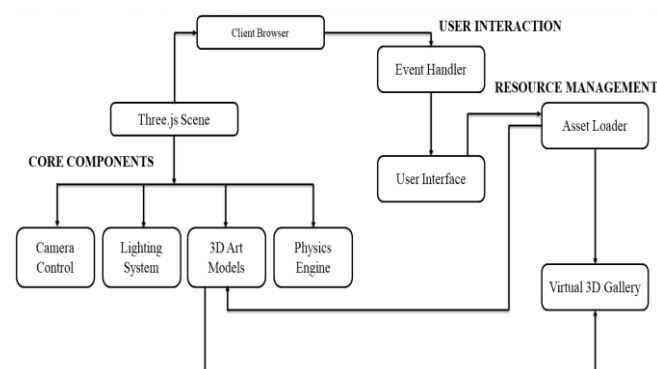 Client Browser
USER INTERACTION
Event Handler
RESOURCE MANAGEMENT
Three.js Scene
Asset Loader
CORE COMPONENTS
User Interface
Camera
Control
Lighting
System
3D Art
Models
Physics
Engine
Virtual 3D Gallery